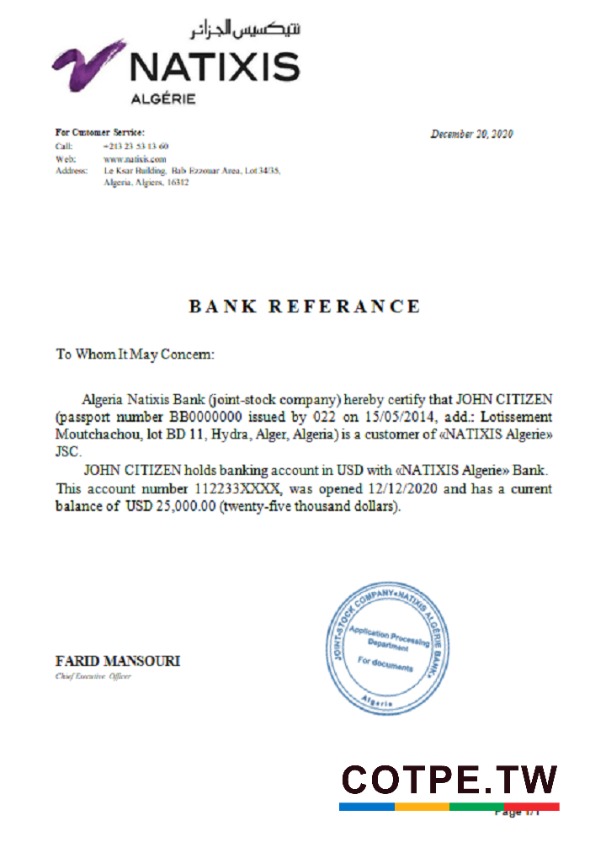 نتيكسيس الجزائر
NATIXIS
ALGÉRIE
For Customer Service:
December 20, 2020
Call: +213 23 53 13 60
Web: www.natixis.com
Address: Le Ksar Building, Bab Ezzouar Area, Lot 34/35,
Algeria, Algiers, 16312
BANK REFERANCE
To Whom It May Concern:
Algeria Natixis Bank (joint-stock company) hereby certify that JOHN CITIZEN
(passport number BB0000000 issued by 022 on 15/05/2014, add.: Lotissement
Moutchachou, lot BD 11, Hydra, Alger, Algeria) is a customer of «NATIXIS Algerie»
JSC.
JOHN CITIZEN holds banking account in USD with «NATIXIS Algerie» Bank.
This account number 112233XXXX, was opened 12/12/2020 and has a current
balance of USD 25,000.00 (twenty-five thousand dollars).
JOINT-STOCK COMPANY«NATIXIS ALGÉRIE BANK»
Application Processing
Department
For documents
Algeria
FARID MANSOURI
Chief Executive Officer
COTPE.TW
Page 1/1